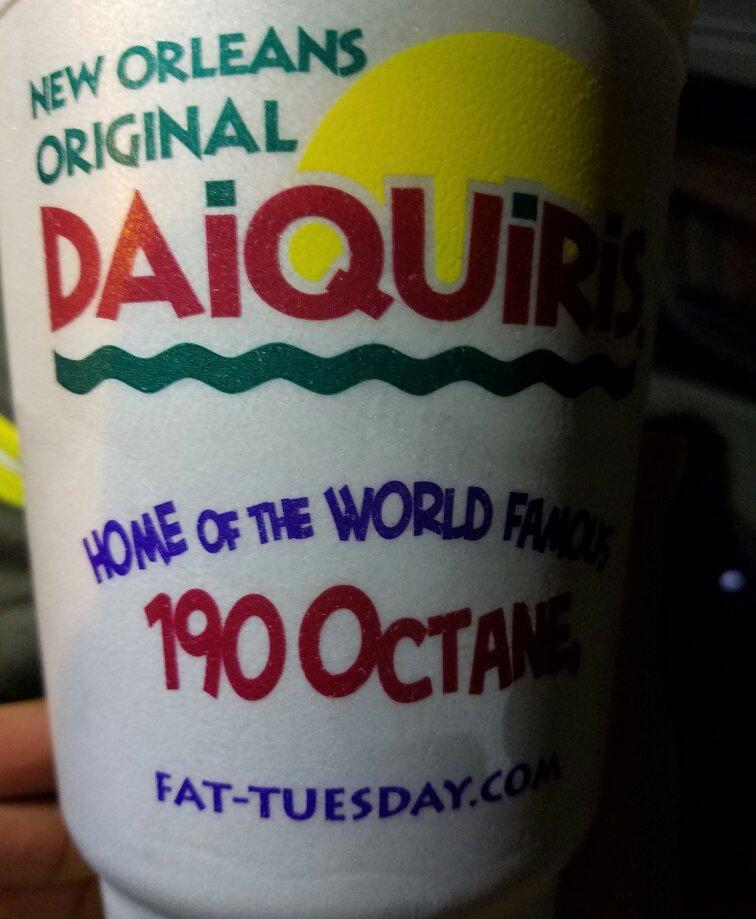 NEW ORLEANS
ORIGINAL
DAiQUiRiS
HOME OF THE WORLD FAMOUS
190 OCTANE
FAT-TUESDAY.COM